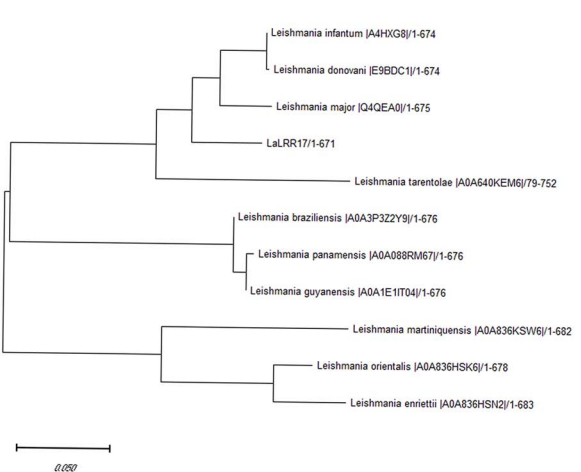 Leishmania infantum |A4HXG8|/1-674
Leishmania donovani |E9BDC1|/1-674
Leishmania major |Q4QEA0|/1-675
LaLRR17/1-671
Leishmania tarentolae |A0A640KEM6|/79-752
Leishmania braziliensis |A0A3P3Z2Y9|/1-676
Leishmania panamensis |A0A088RM67|/1-676
Leishmania guyanensis |A0A1E1IT04|/1-676
Leishmania martiniquensis |A0A836KSW6|/1-682
Leishmania orientalis |A0A836HSK6|/1-678
Leishmania enriettii |A0A836HSN2|/1-683
0.050